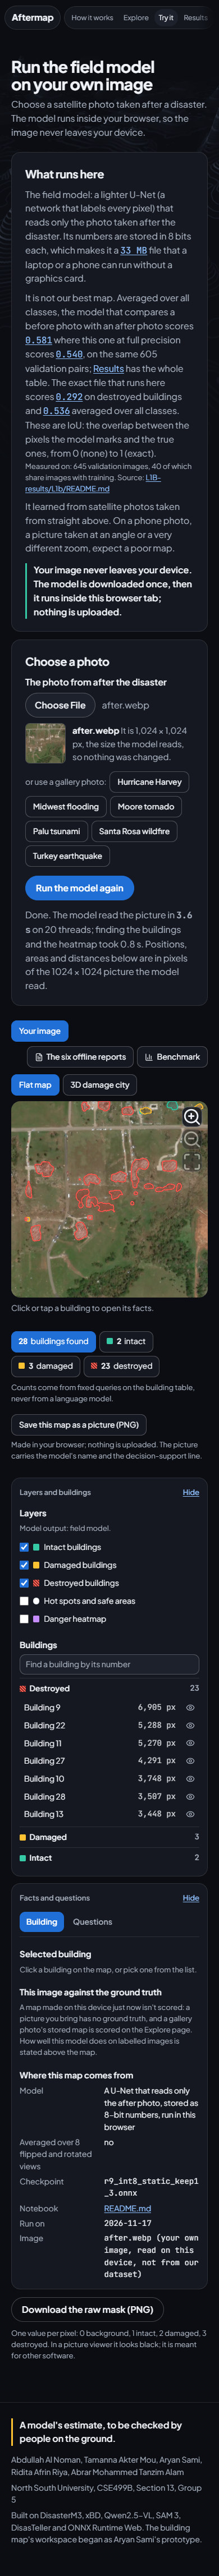 Aftermap How it works Explore Try it Results
Run the field model
on your own image
Choose a satellite photo taken after a disaster.
The model runs inside your browser, so the
image never leaves your device.
What runs here
The field model: a lighter U-Net (a
network that labels every pixel) that
reads only the photo taken after the
disaster. Its numbers are stored in 8 bits
each, which makes it a 33 MB file that a
laptop or a phone can run without a
graphics card.
It is not our best map. Averaged over all
classes, the model that compares a
before photo with an after photo scores
0.581 where this one at full precision
scores 0.540, on the same 605
validation pairs; Results has the whole
table. The exact file that runs here
scores 0.292 on destroyed buildings
and 0.536 averaged over all classes.
These are IoU: the overlap between the
pixels the model marks and the true
ones, from 0 (none) to 1 (exact).
Measured: 645 validation images, 40 of which
share images with training. Source: L1B-
results/L1b/README.md
It learned from satellite photos taken
from straight above. On a phone photo,
a picture taken at an angle or a very
different zoom, expect a poor map.
Your image never leaves your device.
The model is downloaded once, then
it runs inside this browser tab;
nothing is uploaded.
Choose a photo
The photo from after the disaster
Choose File after.webp
after.webp It is 1,024 × 1,024
px, the size the model reads,
so nothing was changed.
or use a gallery photo: Hurricane Harvey
Midwest flooding Moore tornado
Palu tsunami Santa Rosa wildfire
Turkey earthquake
Run the model again
Done. The model read the picture in 3.6
s on 20 threads; finding the buildings
and the heatmap took 0.8 s. Positions,
areas and distances below are in pixels
of the 1024 × 1024 picture the model
read.
Your image
The six offline reports Benchmark
Flat map 3D damage city
Click or tap a building to open its facts.
28 buildings found 2 intact
3 damaged 23 destroyed
Counts come from fixed queries on the building table,
never from a language model.
Save this map as a picture (PNG)
Made in your browser; nothing is uploaded. The picture
carries the model's name and the decision-support line.
Layers and buildings Hide
Layers
Model output: field model.
Intact buildings
Damaged buildings
Destroyed buildings
Hot spots and safe areas
Danger heatmap
Buildings
Find a building by its number
Destroyed 23
Building 9 6,905 px
Building 22 5,288 px
Building 11 5,270 px
Building 27 4,291 px
Building 10 3,748 px
Building 28 3,507 px
Building 13 3,448 px
Damaged 3
Intact 2
Facts and questions Hide
Building Questions
Selected building
Click a building on the map, or pick one from the list.
This image against the ground truth
A map made on this device just now isn't scored: a
picture you bring has no ground truth, and a gallery
photo's stored map is scored on the Explore page.
How well this model does on labelled images is
stated above the map.
Where this map comes from
Model A U-Net that reads only
the after photo, stored as
8-bit numbers, run in this
browser
Averaged over 8 no
flipped and rotated
views
Checkpoint r9_int8_static_keep1
_3.onnx
Notebook README.md
Run on 2026-11-17
Image after.webp (your own
image, read on this
device, not from our
dataset)
Download the raw mask (PNG)
One value per pixel: 0 background, 1 intact, 2 damaged, 3
destroyed. In a picture viewer it looks black; it is meant
for other software.
A model's estimate, to be checked by
people on the ground.
Abdullah Al Noman, Tamanna Akter Mou, Aryan Sami,
Ridita Afrin Riya, Abrar Mohammed Tanzim Alam
North South University, CSE499B, Section 13, Group
5
Built on DisasterM3, xBD, Qwen2.5-VL, SAM 3,
DisasTeller and ONNX Runtime Web. The building
map's workspace began as Aryan Sami's prototype.